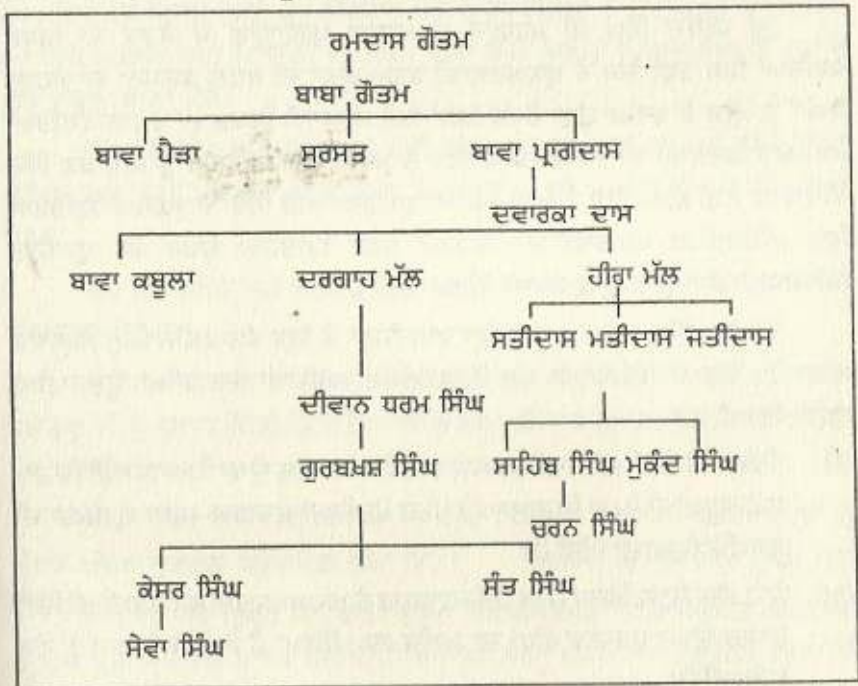 ਰਮਦਾਸ ਗੌਤਮ
ਬਾਬਾ ਗੌਤਮ
ਬਾਵਾ ਪੈੜਾ ਸੂਰਸਤ ਬਾਵਾ ਪ੍ਰਾਗਦਾਸ
ਦਵਾਰਕਾ ਦਾਸ
ਬਾਵਾ ਕਬੂਲਾ ਦਰਗਾਹ ਮੱਲ ਹੀਰਾ ਮੱਲ
ਸਤੀਦਾਸ ਮਤੀਦਾਸ ਜਤੀਦਾਸ
ਦੀਵਾਨ ਧਰਮ ਸਿੰਘ
ਗੁਰਬਖ਼ਸ਼ ਸਿੰਘ ਸਾਹਿਬ ਸਿੰਘ ਮੁਕੰਦ ਸਿੰਘ
ਚਰਨ ਸਿੰਘ
ਕੇਸਰ ਸਿੰਘ ਸੰਤ ਸਿੰਘ
ਸੇਵਾ ਸਿੰਘ